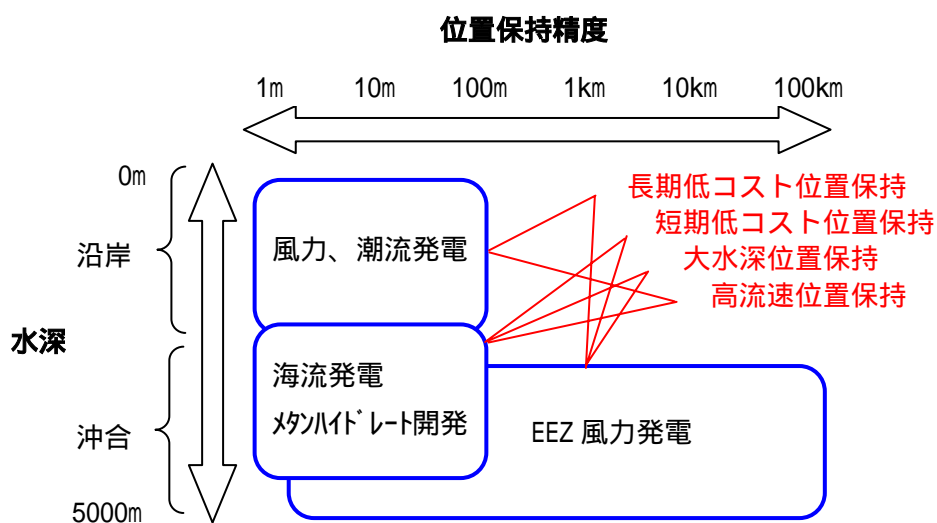 位置保持精度
1m 10m 100m 1km 10km 100km
0m
長期低コスト位置保持
短期低コスト位置保持
大水深位置保持
高流速位置保持
沿岸
風力、潮流発電
水深
海流発電
ﾒﾀﾝﾊｲﾄﾞﾚｰﾄ開発
沖合
EEZ 風力発電
5000m